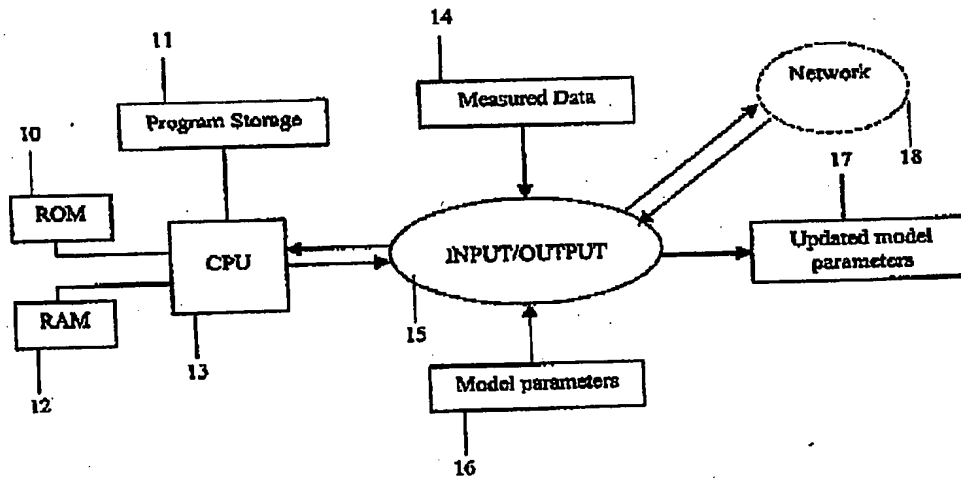 11
14
Network
Program Storage
Measured Data
10
17
18
ROM
CPU
INPUT/OUTPUT
Updated model
parameters
RAM
15
13
Model parameters
12
16